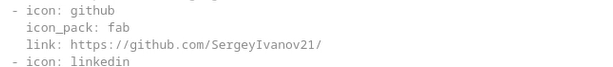 - icon: github
  icon_pack: fab
  link: https://github.com/SergeyIvanov21/
- icon: linkedin